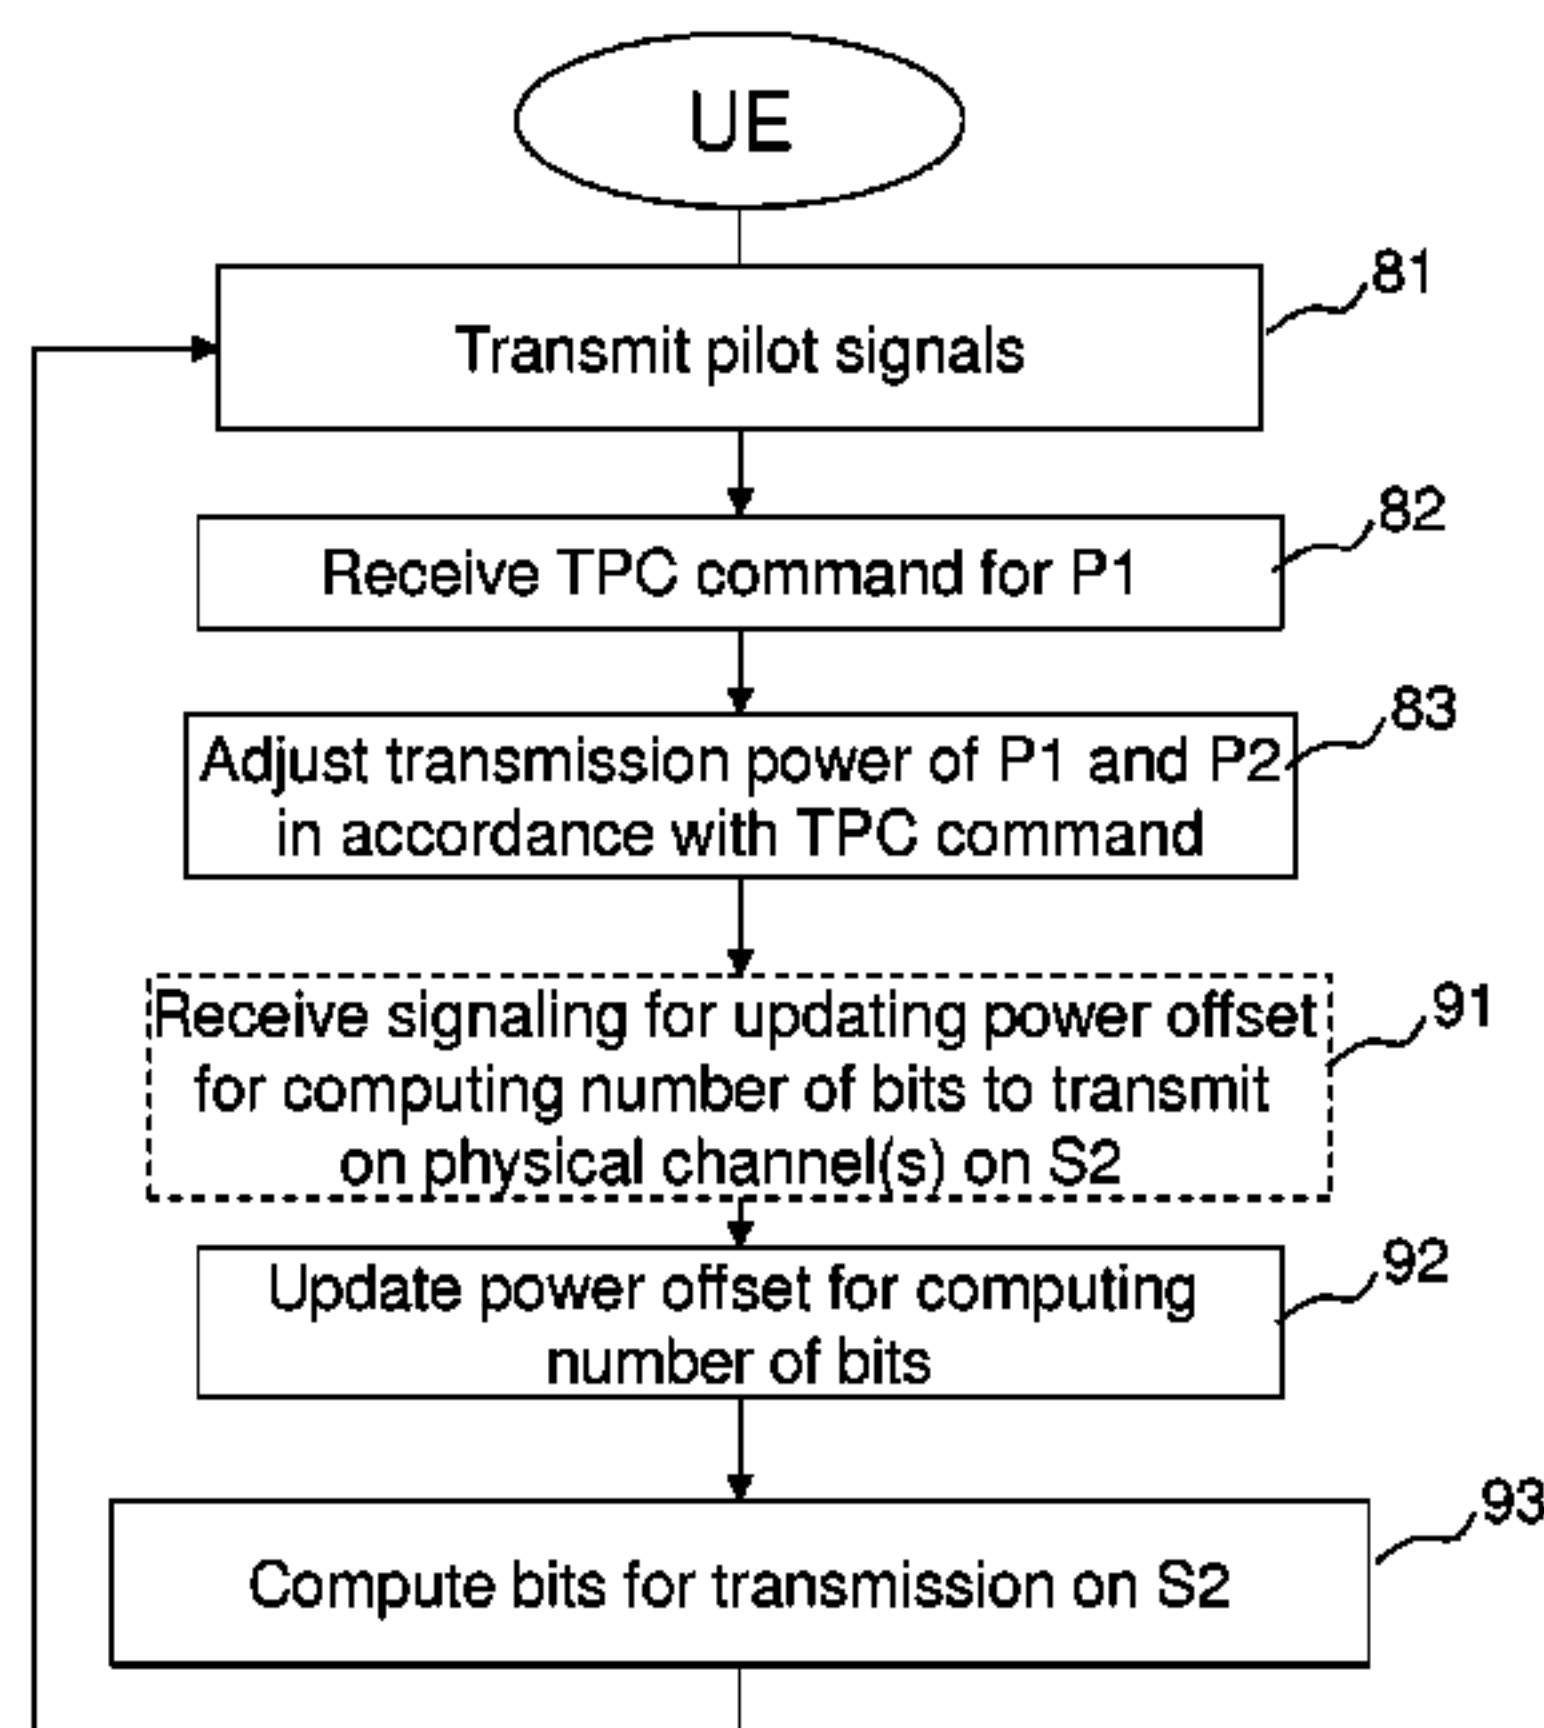 UE
Transmit pilot signals
81
Receive TPC command for P1
82
Adjust transmission power of P1 and P2
in accordance with TPC command
83
Receive signaling for updating power offset
for computing number of bits to transmit
on physical channel(s) on S2
91
Update power offset for computing
number of bits
92
Compute bits for transmission on S2
93